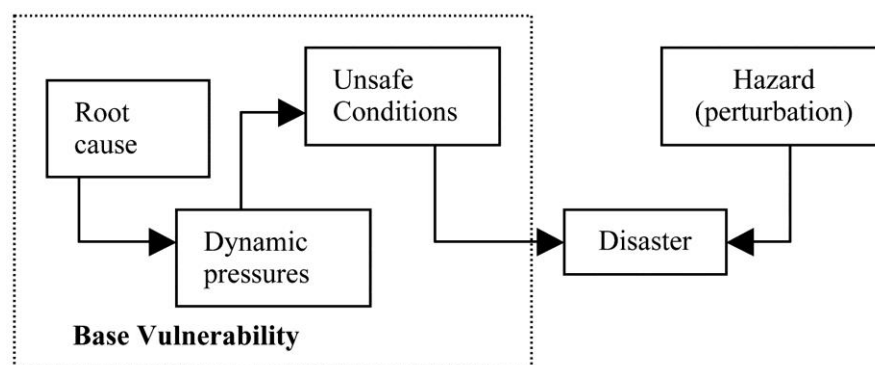 Root
cause
Dynamic
pressures
Unsafe
Conditions
Disaster
Hazard
(perturbation)
Base Vulnerability